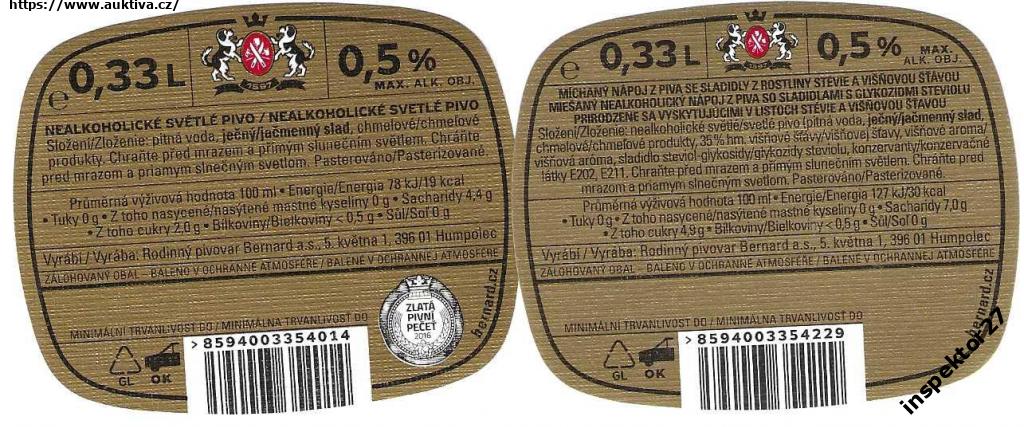 https://www.auktiva.cz/
℮ 0,33 L
1597
0,5 %
MAX. ALK. OBJ.
NEALKOHOLICKÉ SVĚTLÉ PIVO / NEALKOHOLICKÉ SVETLÉ PIVO
Složení/Zloženie: pitná voda, ječný/jačmenný slad, chmelové/chmeľové
produkty. Chraňte před mrazem a přímým slunečním světlem. Chráňte
pred mrazom a priamym slnečným svetlom. Pasterováno/Pasterizované.
Průměrná výživová hodnota 100 ml • Energie/Energia 78 kJ/19 kcal
• Tuky 0 g • Z toho nasycené/nasýtené mastné kyseliny 0 g • Sacharidy 4,4 g
• Z toho cukry 2,0 g • Bílkoviny/Bielkoviny < 0,5 g • Sůl/Soľ 0 g
Vyrábí / Vyrába: Rodinný pivovar Bernard a.s., 5. května 1, 396 01 Humpolec
ZÁLOHOVANÝ OBAL – BALENO V OCHRANNÉ ATMOSFÉŘE / BALENÉ V OCHRANNEJ ATMOSFÉRE
ZLATÁ
PIVNÍ
PEČEŤ
2016
bernard.cz
MINIMÁLNÍ TRVANLIVOST DO / MINIMÁLNA TRVANLIVOSŤ DO
GL OK
>8594003354014
℮ 0,33 L
1597
0,5 % MAX.
ALK. OBJ.
MÍCHANÝ NÁPOJ Z PIVA SE SLADIDLY Z ROSTLINY STÉVIE A VIŠŇOVOU ŠŤÁVOU
MIEŠANÝ NEALKOHOLICKÝ NÁPOJ Z PIVA SO SLADIDLAMI S GLYKOZIDMI STEVIOLU
PRIRODZENE SA VYSKYTUJÚCIMI V LISTOCH STÉVIE A VIŠŇOVOU ŠŤAVOU
Složení/Zloženie: nealkoholické světlé/svetlé pivo (pitná voda, ječný/jačmenný slad,
chmelové/chmeľové produkty, 35% hm. višňové šťávy/višňovej šťavy, višňové aroma/
višňová aróma, sladidlo steviol-glykosidy/glykozidy steviolu, konzervanty/konzervačné
látky E202, E211. Chraňte před mrazem a přímým slunečním světlem. Chráňte pred
mrazom a priamym slnečným svetlom. Pasterováno/Pasterizované.
Průměrná výživová hodnota 100 ml • Energie/Energia 127 kJ/30 kcal
• Tuky 0 g • Z toho nasycené/nasýtené mastné kyseliny 0 g • Sacharidy 7,0 g
• Z toho cukry 4,9 g • Bílkoviny/Bielkoviny < 0,5 g • Sůl/Soľ 0 g
Vyrábí / Vyrába: Rodinný pivovar Bernard a.s., 5. května 1, 396 01 Humpolec
ZÁLOHOVANÝ OBAL – BALENO V OCHRANNÉ ATMOSFÉŘE / BALENÉ V OCHRANNEJ ATMOSFÉRE
bernard.cz
MINIMÁLNÍ TRVANLIVOST DO / MINIMÁLNA TRVANLIVOSŤ DO
GL OK
>8594003354229
inspektor27